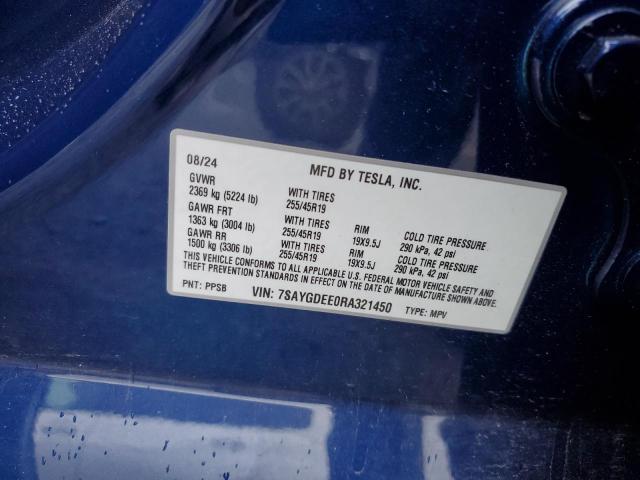 08/24 MFD BY TESLA, INC.
GVWR
2369 kg (5224 lb) WITH TIRES
GAWR FRT 255/45R19 RIM COLD TIRE PRESSURE
1363 kg (3004 lb) WITH TIRES 19X9.5J 290 kPa, 42 psi
GAWR RR 255/45R19 RIM COLD TIRE PRESSURE
1500 kg (3306 lb) WITH TIRES 255/45R19 19X9.5J 290 kPa, 42 psi
THIS VEHICLE CONFORMS TO ALL APPLICABLE U.S. FEDERAL MOTOR VEHICLE SAFETY AND
THEFT PREVENTION STANDARDS IN EFFECT ON THE DATE OF MANUFACTURE SHOWN ABOVE.
PNT: PPSB VIN: 7SAYGDEE0RA321450 TYPE: MPV